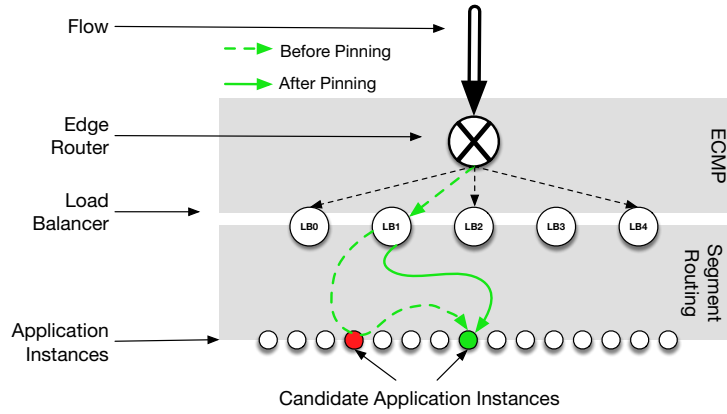 Flow
Before Pinning
After Pinning
Edge
Router
ECMP
Load
Balancer
LB0
LB1
LB2
LB3
LB4
Segment
Routing
Application
Instances
Candidate Application Instances